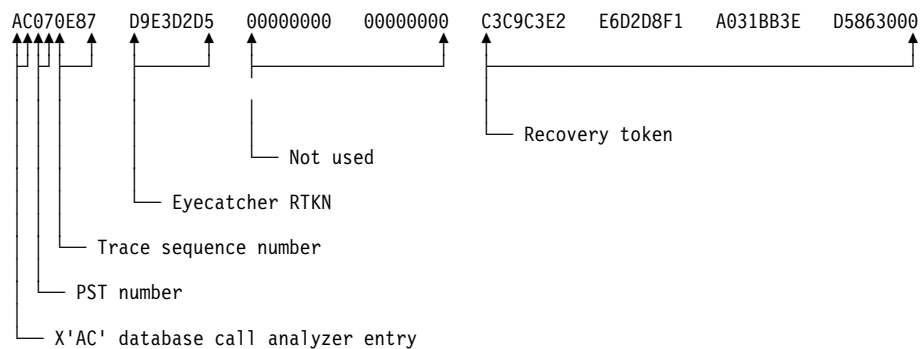 AC070E87 D9E3D2D5 00000000 00000000 C3C9C3E2 E6D2D8F1 A031BB3E D5863000
Recovery token
Not used
Eyecatcher RTKN
Trace sequence number
PST number
X'AC' database call analyzer entry